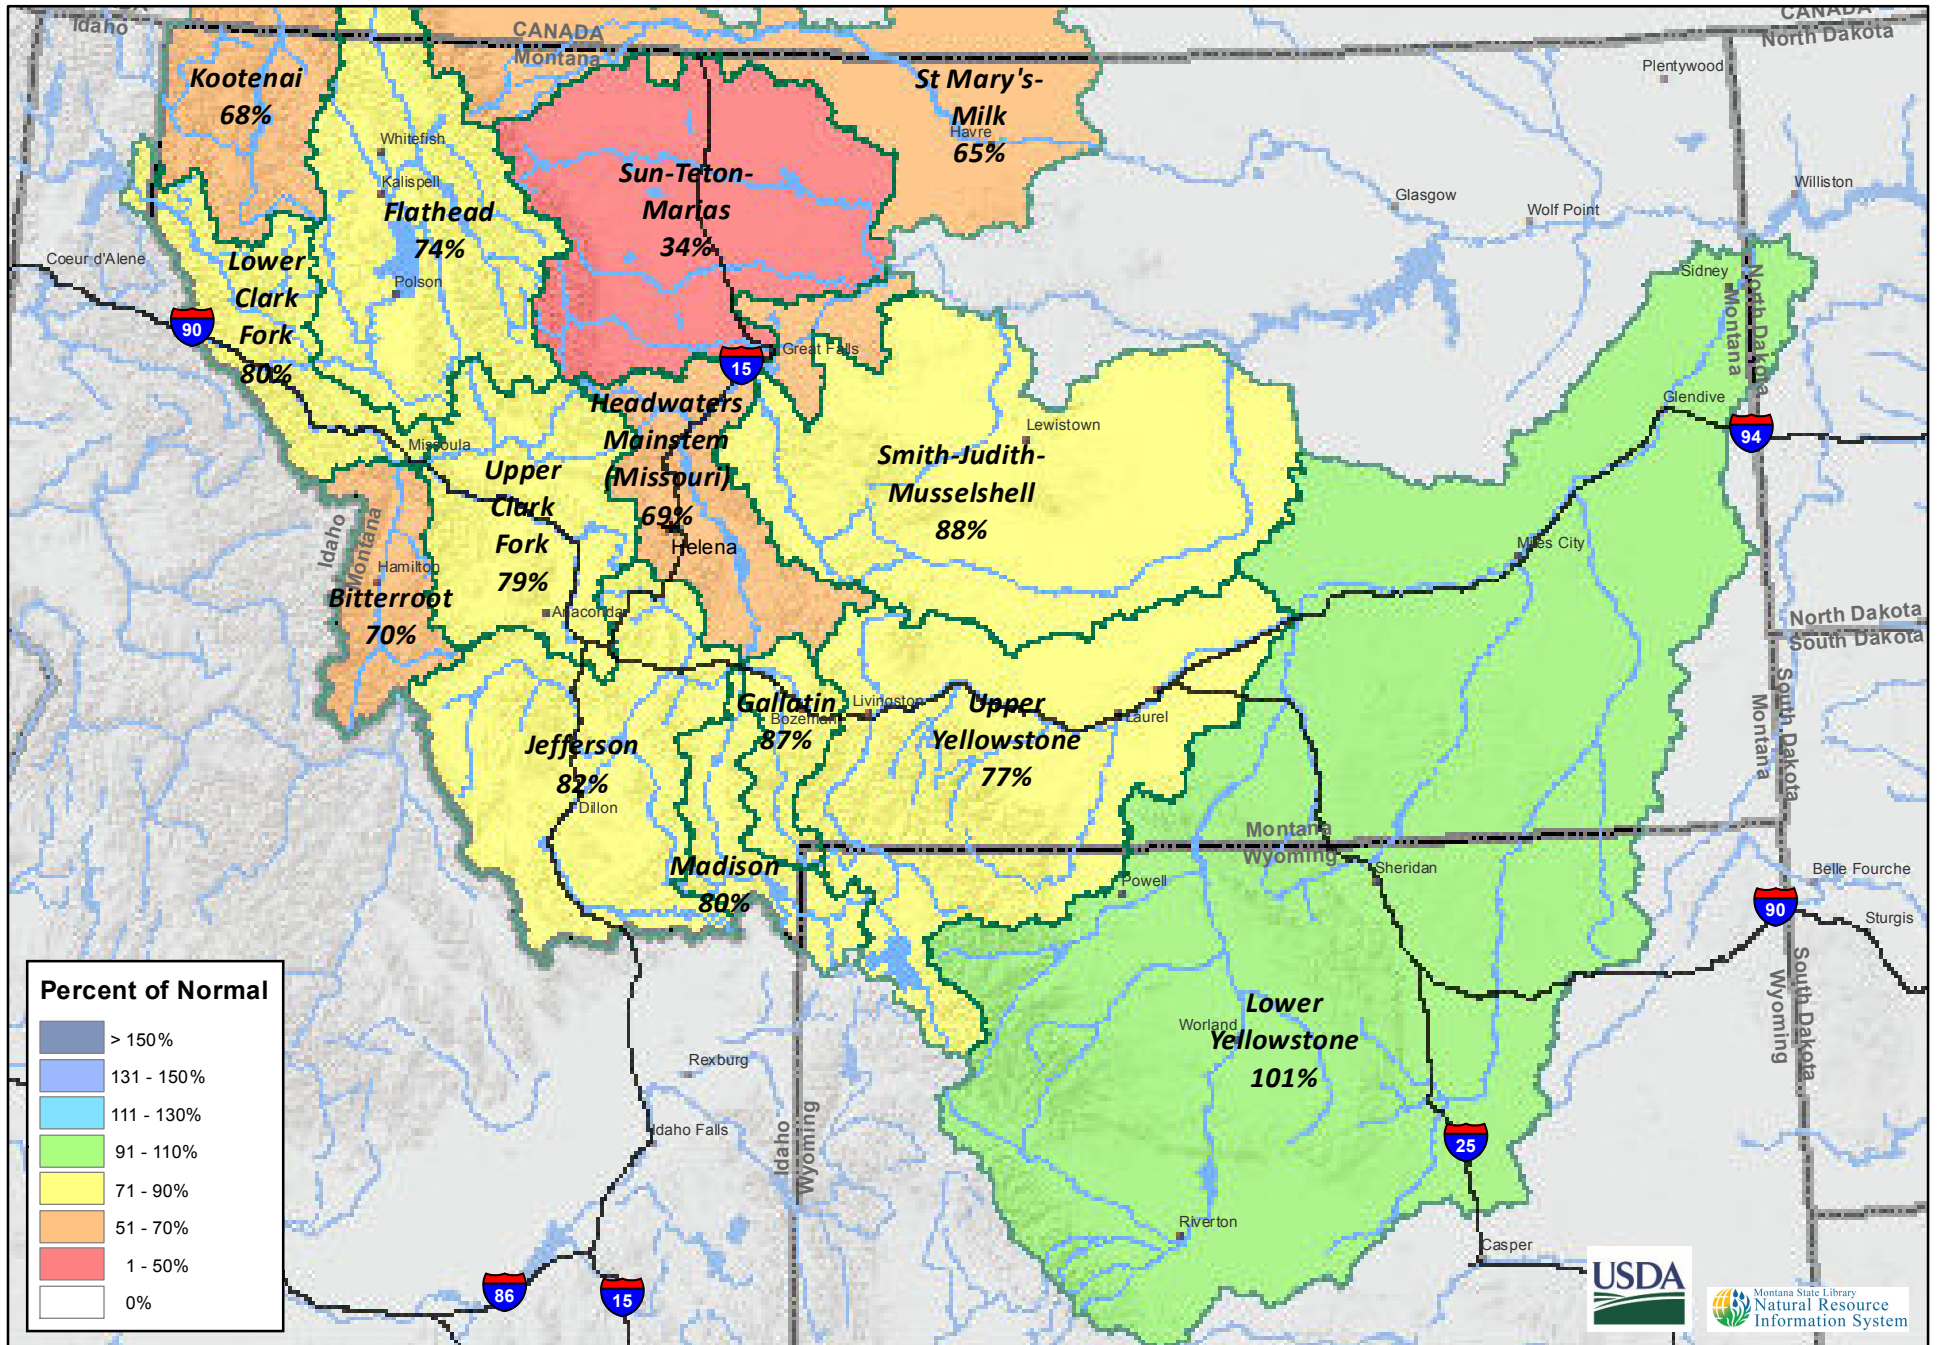 Idaho
CANADA
Montana
CANADA
North Dakota
Kootenai
68%
St Mary's-
Milk
Havre
65%
Plentywood
Whitefish
Kalispell
Flathead
74%
Polson
Sun-Teton-
Marias
34%
Glasgow
Wolf Point
Williston
Coeur d'Alene
Lower
Clark
Fork
80%
90
Sidney
Montana
North Dakota
15
Great Falls
Glendive
94
Headwaters
Mainstem
(Missouri)
69%
Helena
Lewistown
Smith-Judith-
Musselshell
88%
Missoula
Upper
Clark
Fork
79%
Anaconda
Idaho
Montana
Hamilton
Bitterroot
70%
Miles City
North Dakota
South Dakota
Gallatin
Bozeman
87%
Livingston
Upper
Yellowstone
77%
Laurel
South Dakota
Montana
Jefferson
82%
Dillon
Madison
80%
Montana
Wyoming
Powell
Sheridan
Belle Fourche
90
Sturgis
South Dakota
Wyoming
Worland
Lower
Yellowstone
101%
Rexburg
Idaho Falls
Idaho
Wyoming
25
Riverton
Casper
86
15
Percent of Normal
> 150%
131 - 150%
111 - 130%
91 - 110%
71 - 90%
51 - 70%
1 - 50%
0%
USDA
Montana State Library
Natural Resource
Information System